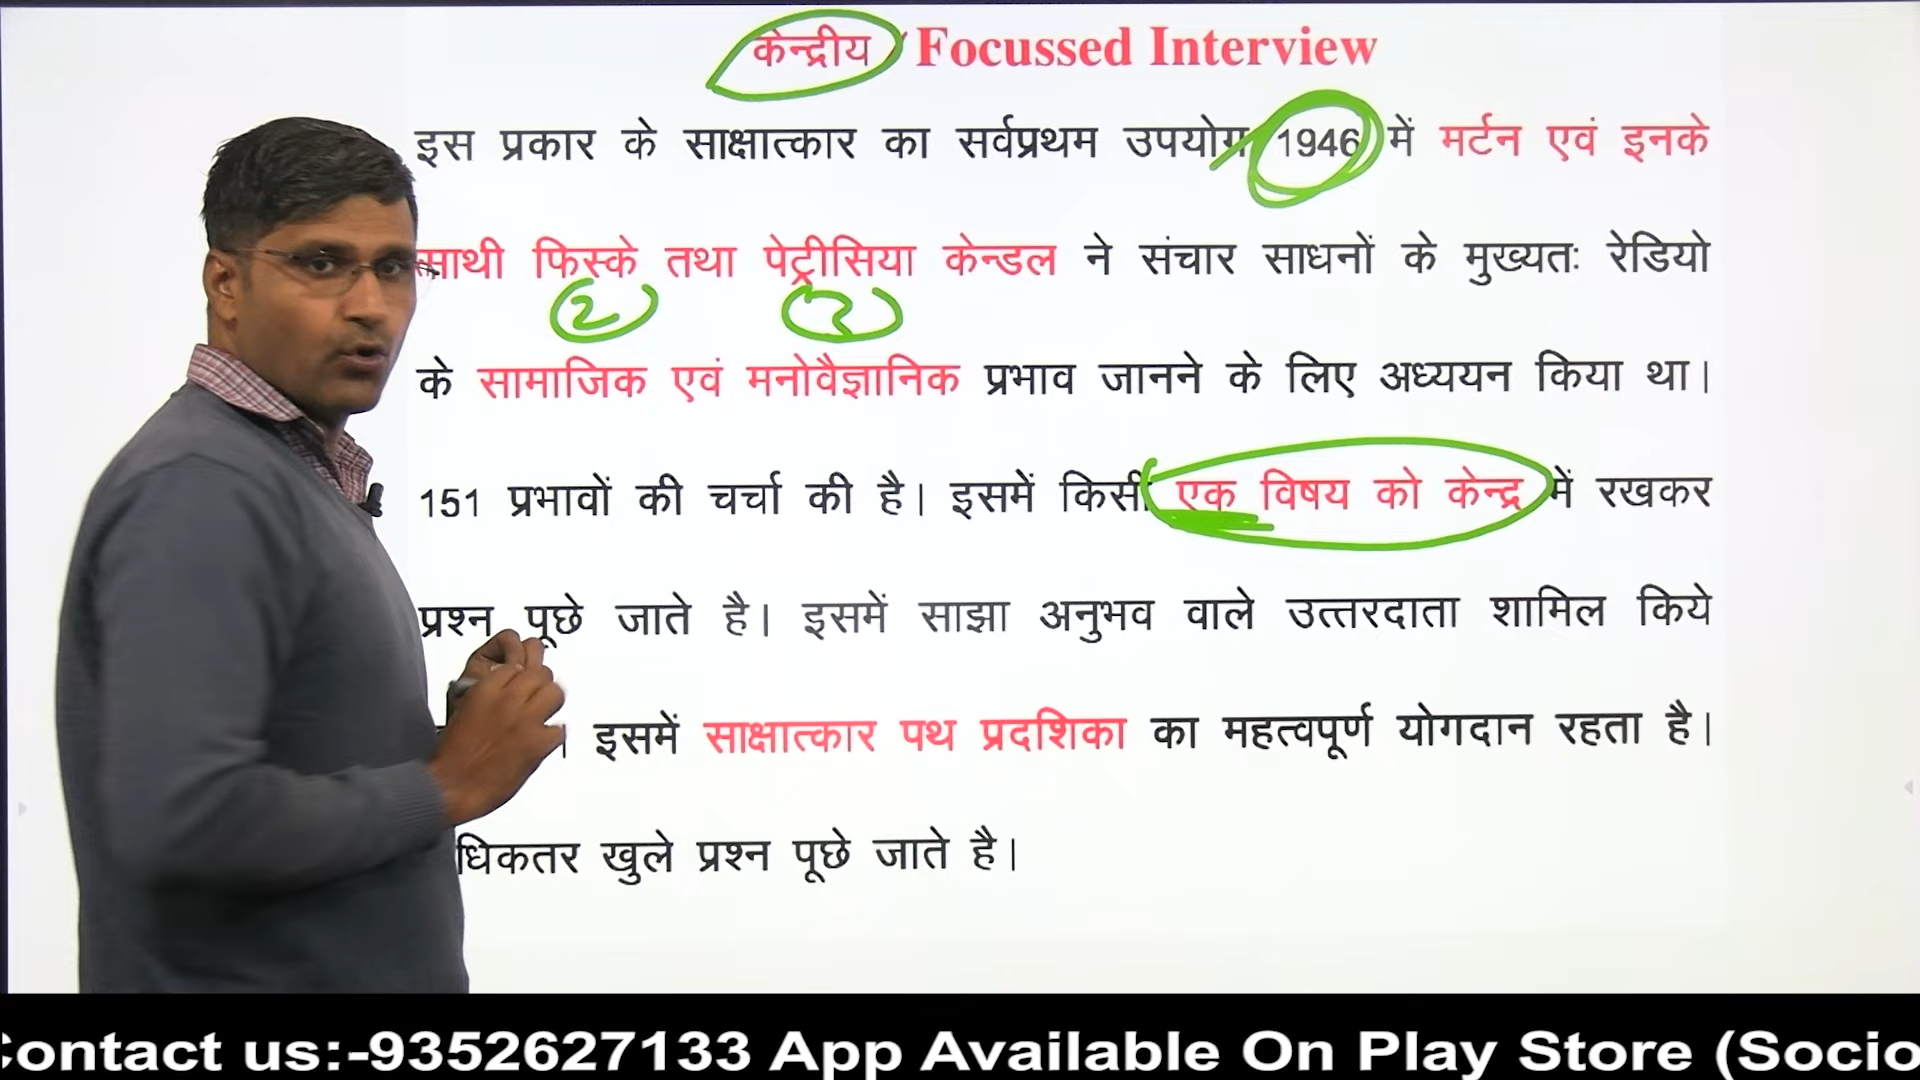 केन्द्रीय / Focussed Interview
इस प्रकार के साक्षात्कार का सर्वप्रथम उपयोग 1946 में मर्टन एवं इनके
साथी फिस्के तथा पेट्रीसिया केन्डल ने संचार साधनों के मुख्यतः रेडियो
2
के सामाजिक एवं मनोवैज्ञानिक प्रभाव जानने के लिए अध्ययन किया था।
151 प्रभावों की चर्चा की है। इसमें किसी एक विषय को केन्द्र में रखकर
प्रश्न पूछे जाते है। इसमें साझा अनुभव वाले उत्तरदाता शामिल किये
। इसमें साक्षात्कार पथ प्रदशिका का महत्वपूर्ण योगदान रहता है।
धिकतर खुले प्रश्न पूछे जाते है।
Contact us:-9352627133 App Available On Play Store (Socio